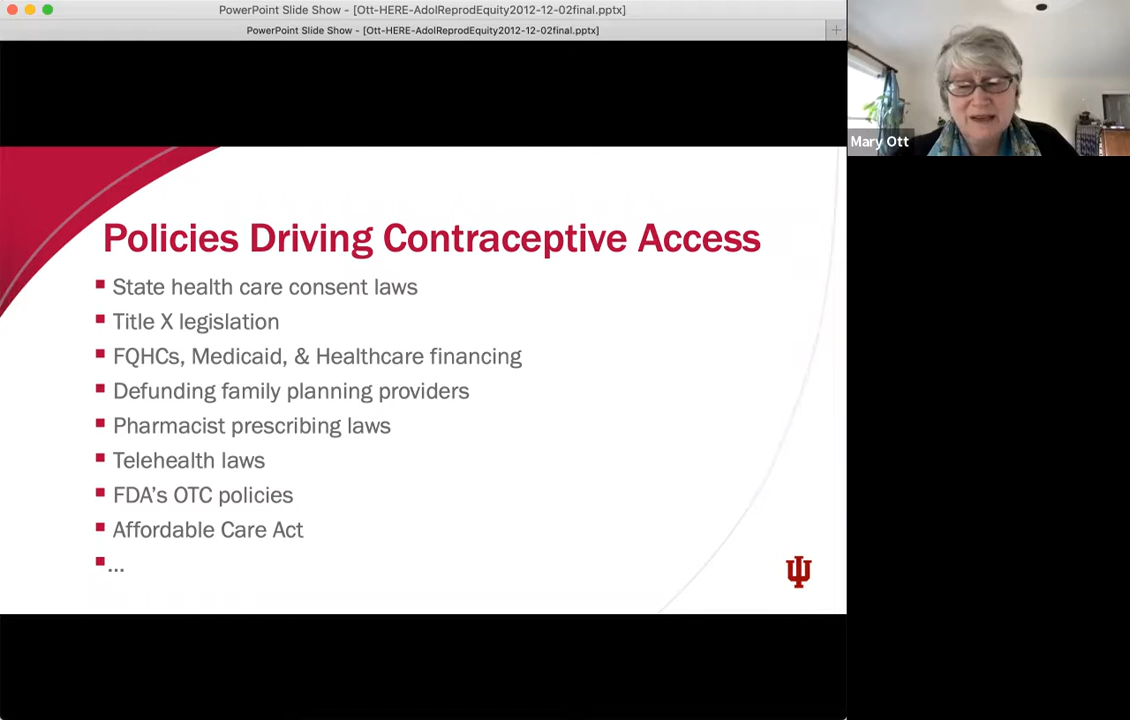 PowerPoint Slide Show - [Ott-HERE-AdolReprodEquity2012-12-02final.pptx]
PowerPoint Slide Show - [Ott-HERE-AdolReprodEquity2012-12-02final.pptx]
Mary Ott
Policies Driving Contraceptive Access
State health care consent laws
Title X legislation
FQHCs, Medicaid, & Healthcare financing
Defunding family planning providers
Pharmacist prescribing laws
Telehealth laws
FDA's OTC policies
Affordable Care Act
...